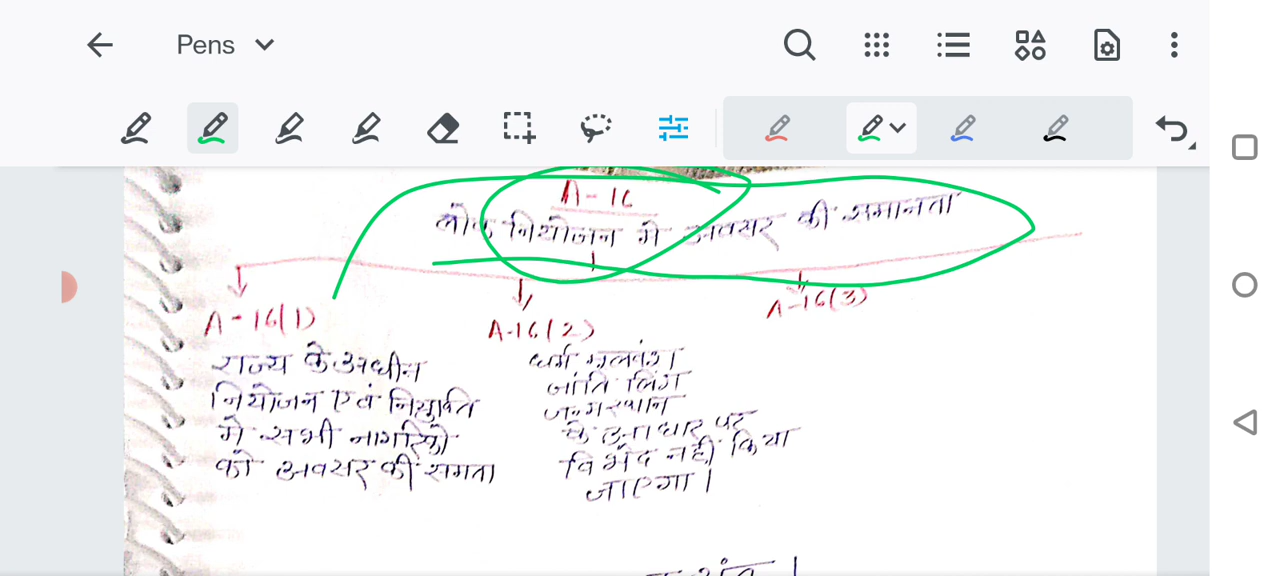 Pens
A-16
लोक नियोजन में अवसर की समानता
A-16(1)
A-16(2)
A-16(3)
राज्य के अधीन
नियोजन एवं नियुक्ति
में सभी नागरिको
को अवसर की समता
धर्म मूलवंश।
जाति लिंग
जन्मस्थान
के आधार पर
विभेद नही किया
जाएगा।